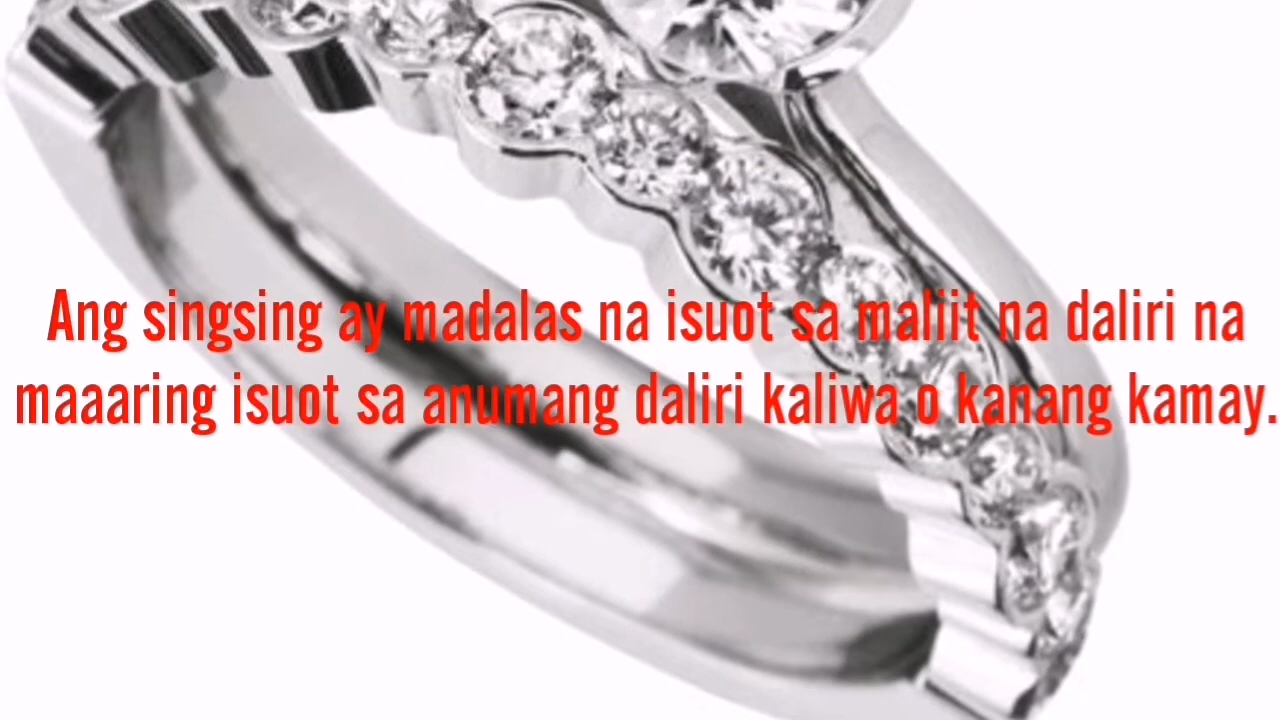 Ang singsing ay madalas na isuot sa maliit na daliri na
maaaring isuot sa anumang daliri kaliwa o kanang kamay.